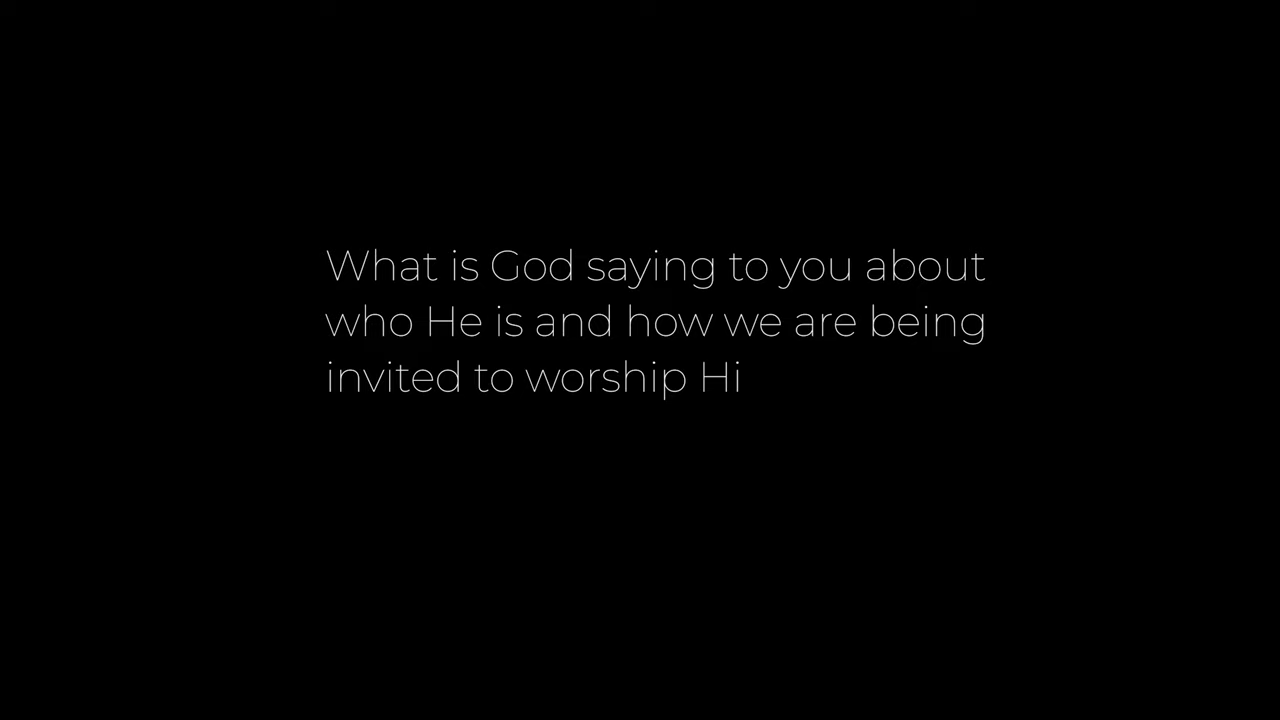 What is God saying to you about
who He is and how we are being
invited to worship Hi